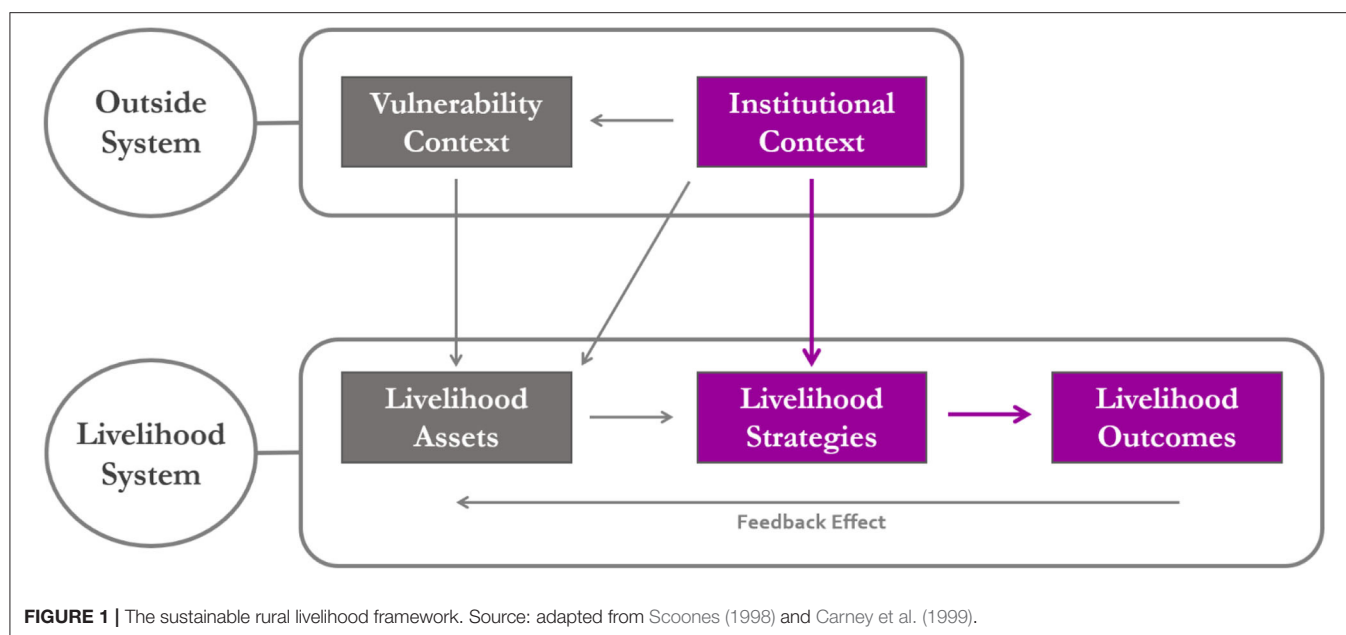 Outside
System
Vulnerability
Context
Institutional
Context
Livelihood
System
Livelihood
Assets
Livelihood
Strategies
Livelihood
Outcomes
Feedback Effect
FIGURE 1 | The sustainable rural livelihood framework. Source: adapted from Scoones (1998) and Carney et al. (1999).